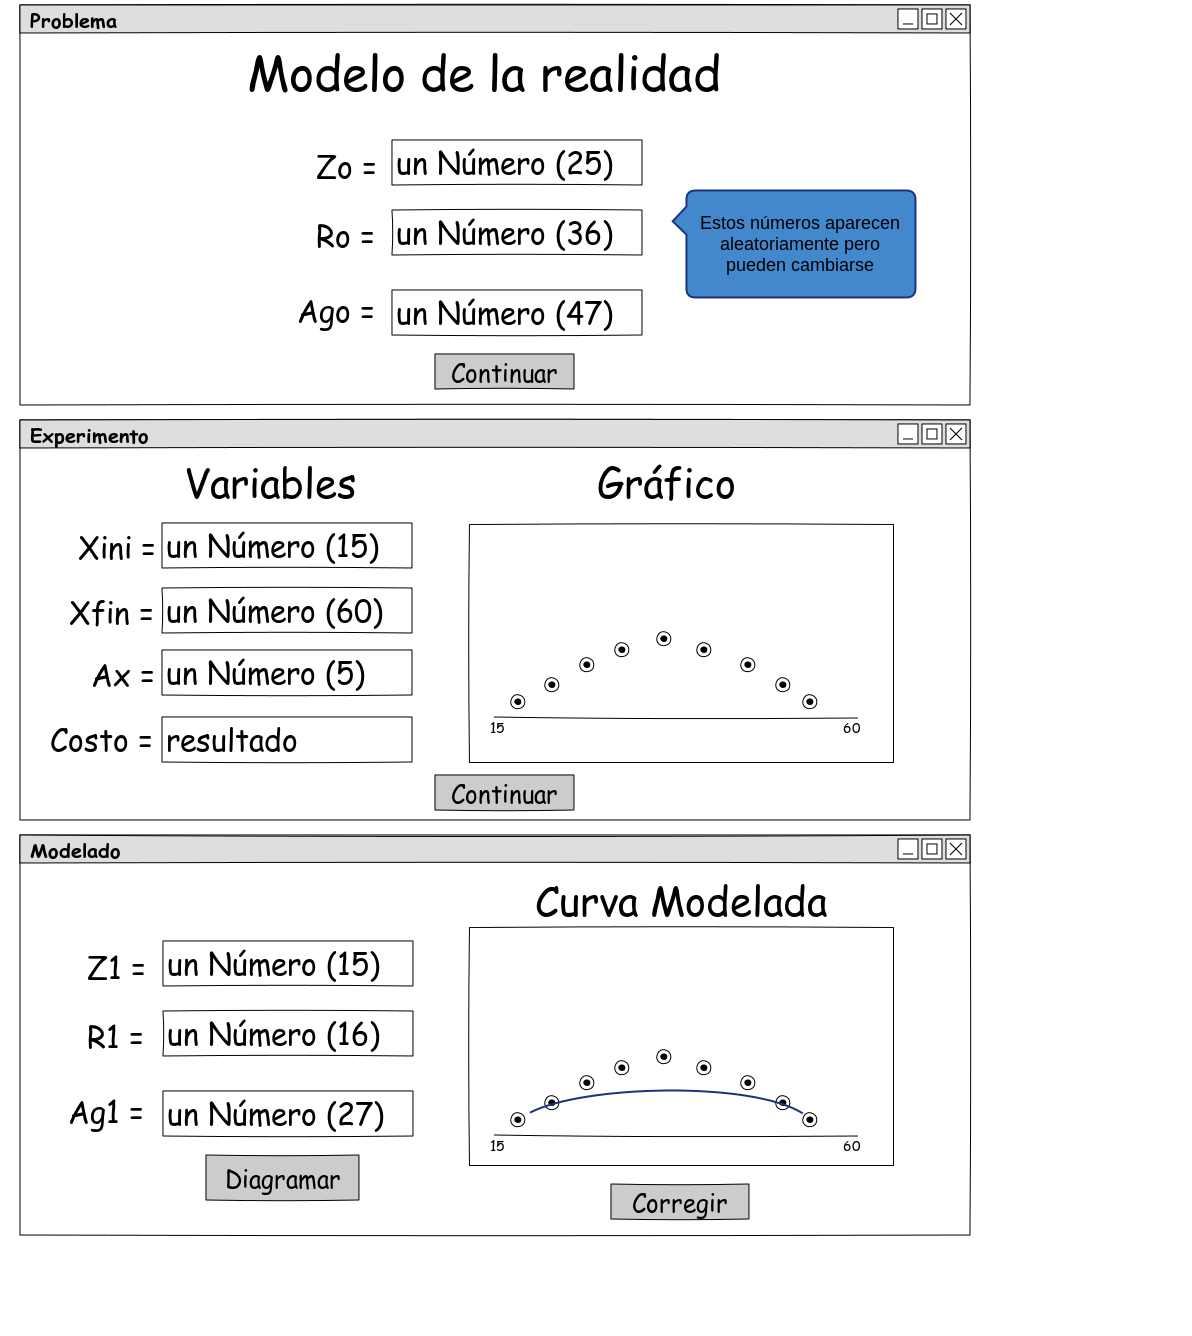 Problema
Modelo de la realidad
Zo = un Número (25)
Ro = un Número (36)
Estos números aparecen
aleatoriamente pero
pueden cambiarse
Ago = un Número (47)
Continuar
Experimento
Variables
Gráfico
Xini = un Número (15)
Xfin = un Número (60)
Ax = un Número (5)
Costo = resultado
15 60
Continuar
Modelado
Curva Modelada
Z1 = un Número (15)
R1 = un Número (16)
Ag1 = un Número (27)
15 60
Diagramar
Corregir